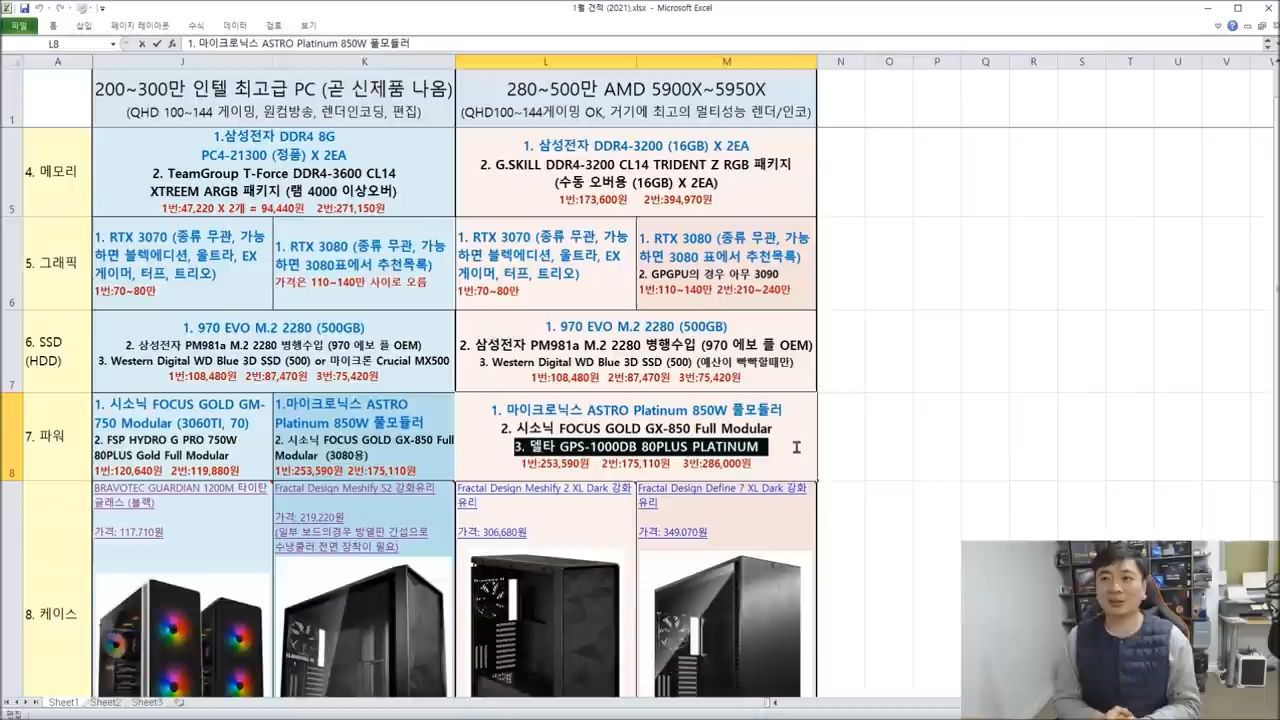 1월 견적 (2021).xlsx - Microsoft Excel
파일 홈 삽입 페이지 레이아웃 수식 데이터 검토 보기
L8 1. 마이크로닉스 ASTRO Platinum 850W 풀모듈러
A J K L M N O P Q R S T U V
1
200~300만 인텔 최고급 PC (곧 신제품 나옴)
(QHD 100~144 게이밍, 원컴방송, 렌더인코딩, 편집)
280~500만 AMD 5900X~5950X
(QHD100~144게이밍 OK, 거기에 최고의 멀티성능 렌더/인코)
5
4. 메모리
1.삼성전자 DDR4 8G
PC4-21300 (정품) X 2EA
2. TeamGroup T-Force DDR4-3600 CL14
XTREEM ARGB 패키지 (램 4000 이상오버)
1번:47,220 X 2개 = 94,440원 2번:271,150원
1. 삼성전자 DDR4-3200 (16GB) X 2EA
2. G.SKILL DDR4-3200 CL14 TRIDENT Z RGB 패키지
(수동 오버용 (16GB) X 2EA)
1번:173,600원 2번:394,970원
6
5. 그래픽
1. RTX 3070 (종류 무관, 가능
하면 블렉에디션, 울트라, EX
게이머, 터프, 트리오)
1번:70~80만
1. RTX 3080 (종류 무관, 가능
하면 3080표에서 추천목록)
가격은 110~140만 사이로 오름
1. RTX 3070 (종류 무관, 가능
하면 블렉에디션, 울트라, EX
게이머, 터프, 트리오)
1번:70~80만
1. RTX 3080 (종류 무관, 가능
하면 3080표에서 추천목록)
2. GPGPU의 경우 아무 3090
1번:110~140만 2번:210~240만
7
6. SSD
(HDD)
1. 970 EVO M.2 2280 (500GB)
2. 삼성전자 PM981a M.2 2280 병행수입 (970 에보 플 OEM)
3. Western Digital WD Blue 3D SSD (500) or 마이크론 Crucial MX500
1번:108,480원 2번:87,470원 3번:75,420원
1. 970 EVO M.2 2280 (500GB)
2. 삼성전자 PM981a M.2 2280 병행수입 (970 에보 플 OEM)
3. Western Digital WD Blue 3D SSD (500) (예산이 빡빡할때만)
1번:108,480원 2번:87,470원 3번:75,420원
8
7. 파워
1. 시소닉 FOCUS GOLD GM-
750 Modular (3060TI, 70)
2. FSP HYDRO G PRO 750W
80PLUS Gold Full Modular
1번:120,640원 2번:119,880원
1.마이크로닉스 ASTRO
Platinum 850W 풀모듈러
2. 시소닉 FOCUS GOLD GX-850 Full
Modular (3080용)
1번:253,590원 2번:175,110원
1. 마이크로닉스 ASTRO Platinum 850W 풀모듈러
2. 시소닉 FOCUS GOLD GX-850 Full Modular
3. 델타 GPS-1000DB 80PLUS PLATINUM
1번:253,590원 2번:175,110원 3번:286,000원
8. 케이스
BRAVOTEC GUARDIAN 1200M 타이탄
글래스 (블랙)
가격: 117.710원
Fractal Design Meshify S2 강화유리
가격: 219,220원
(일부 보드의경우 방열판 간섭으로
수냉쿨러 전면 장착이 필요)
Fractal Design Meshify 2 XL Dark 강화
유리
가격: 306,680원
Fractal Design Define 7 XL Dark 강화
유리
가격: 349.070원
Sheet1 Sheet2 Sheet3
편집